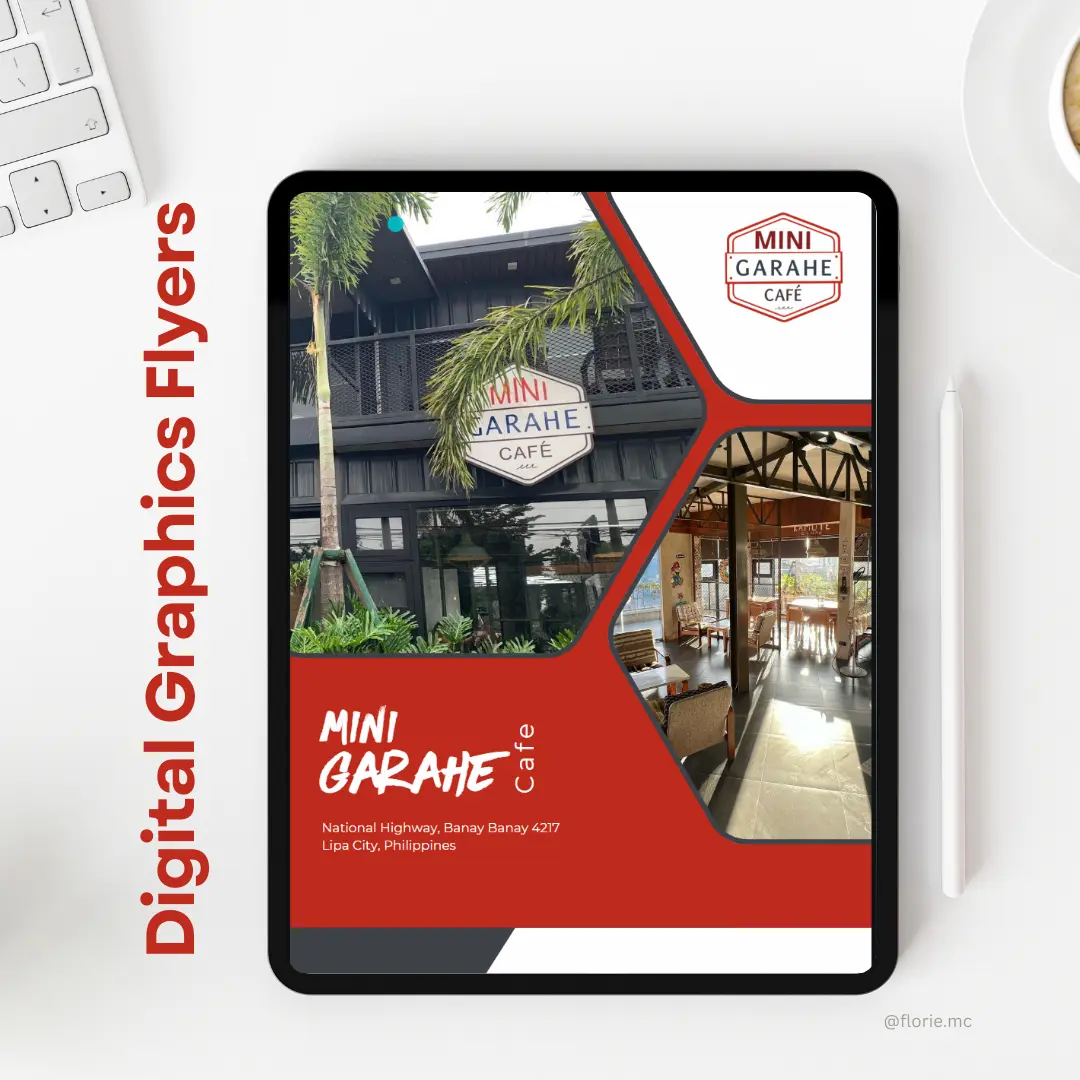 Digital Graphics Flyers
MINI
GARAHE
CAFÉ
MINI
GARAHE
CAFÉ
MINI
GARAHE
Cafe
National Highway, Banay Banay 4217
Lipa City, Philippines
@florie.mc